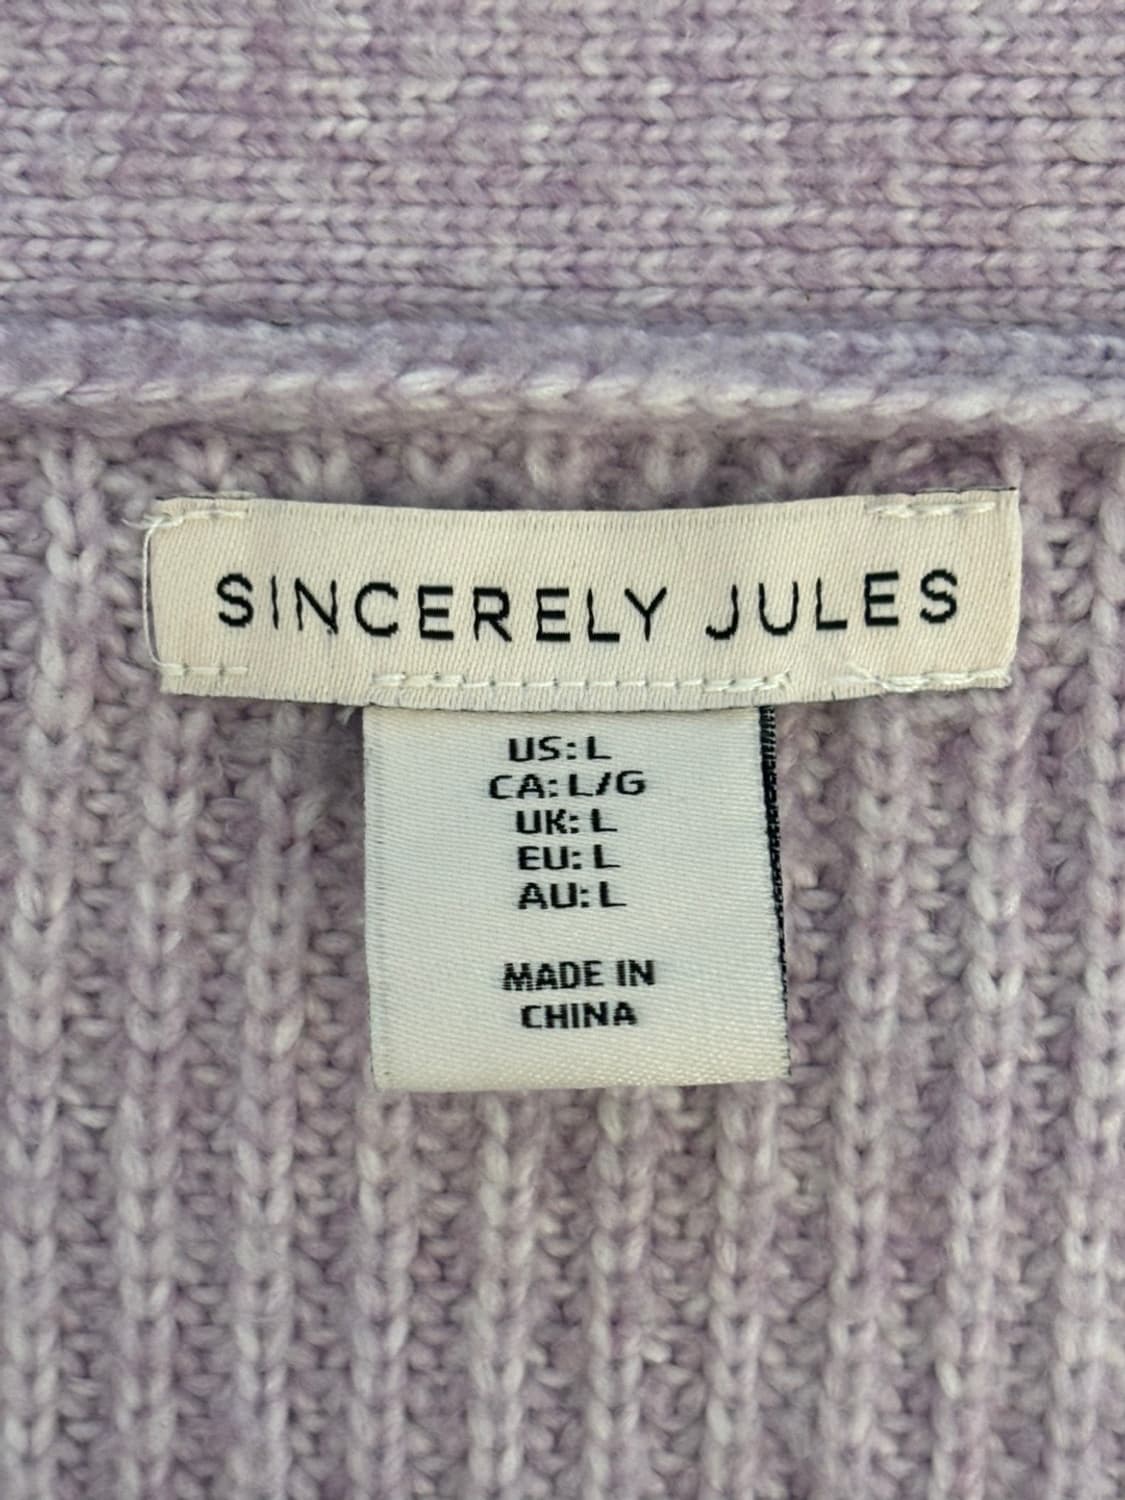 SINCERELY JULES
US: L
CA: L/G
UK: L
EU: L
AU: L
MADE IN
CHINA